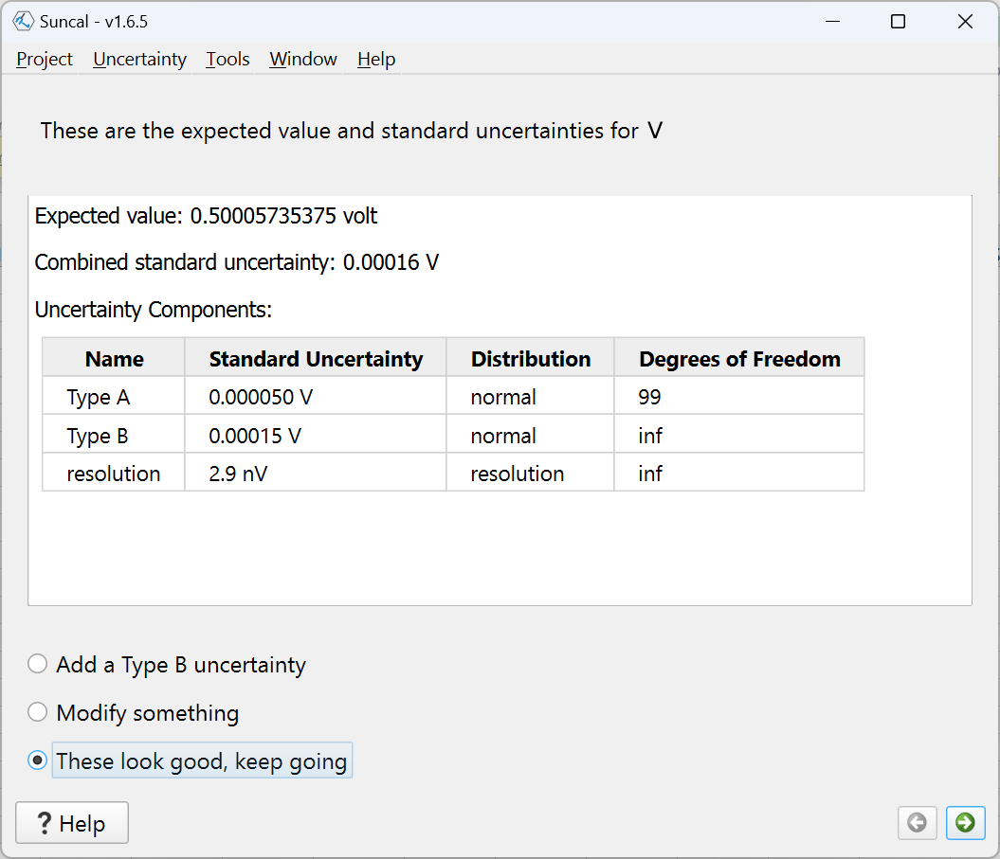 Suncal - v1.6.5
Project Uncertainty Tools Window Help
These are the expected value and standard uncertainties for V
Expected value: 0.50005735375 volt
Combined standard uncertainty: 0.00016 V
Uncertainty Components:
Name Standard Uncertainty Distribution Degrees of Freedom
Type A 0.000050 V normal 99
Type B 0.00015 V normal inf
resolution 2.9 nV resolution inf
Add a Type B uncertainty
Modify something
These look good, keep going
? Help